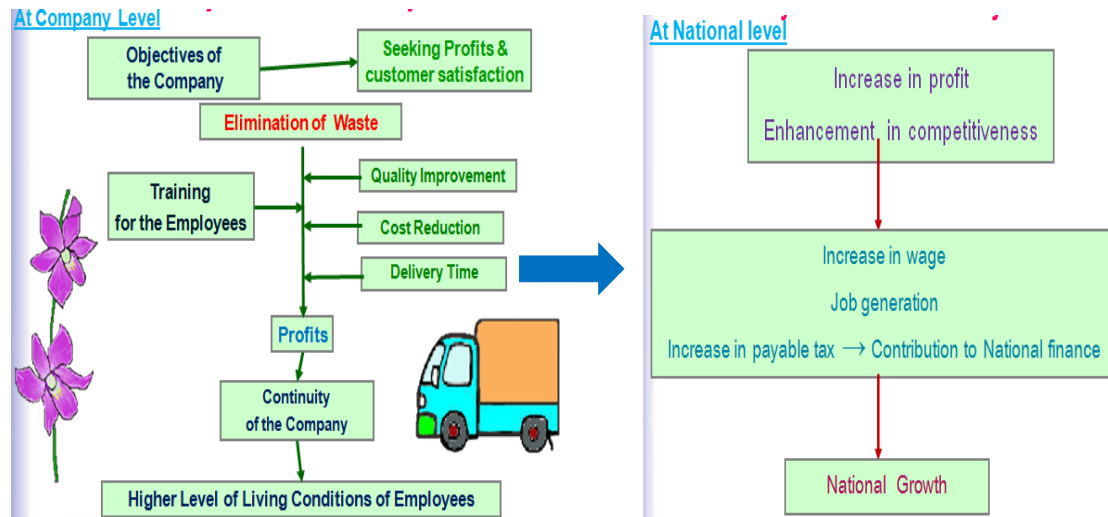 At Company Level
Objectives of
the Company
Seeking Profits &
customer satisfaction
Elimination of Waste
Quality Improvement
Training
for the Employees
Cost Reduction
Delivery Time
Profits
Continuity
of the Company
Higher Level of Living Conditions of Employees
At National level
Increase in profit
Enhancement in competitiveness
Increase in wage
Job generation
Increase in payable tax → Contribution to National finance
National Growth